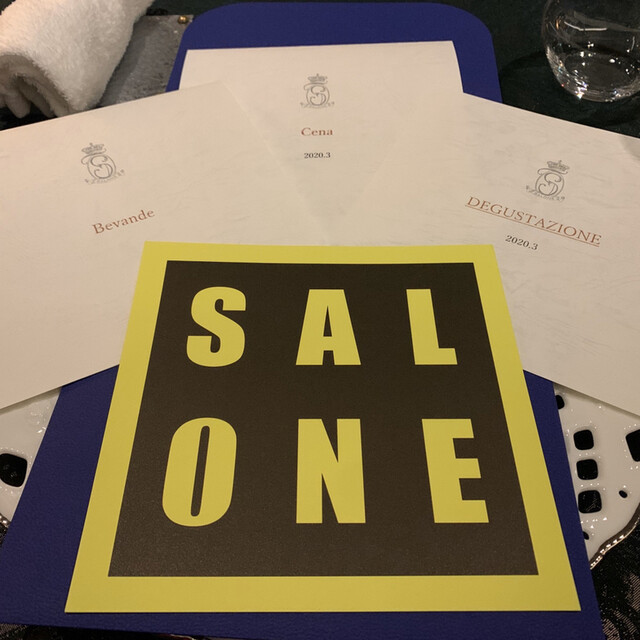 Cena
2020.3
Bevande
DEGUSTAZIONE
2020.3
SAL
ONE